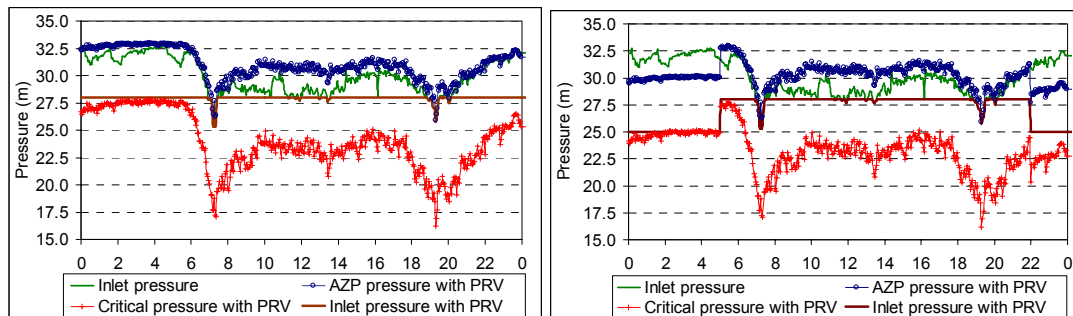 Pressure (m)
35.0
32.5
30.0
27.5
25.0
22.5
20.0
17.5
15.0
0 2 4 6 8 10 12 14 16 18 20 22 0
Inlet pressure
AZP pressure with PRV
Critical pressure with PRV
Inlet pressure with PRV
Pressure (m)
35.0
32.5
30.0
27.5
25.0
22.5
20.0
17.5
15.0
0 2 4 6 8 10 12 14 16 18 20 22 0
Inlet pressure
AZP pressure with PRV
Critical pressure with PRV
Inlet pressure with PRV